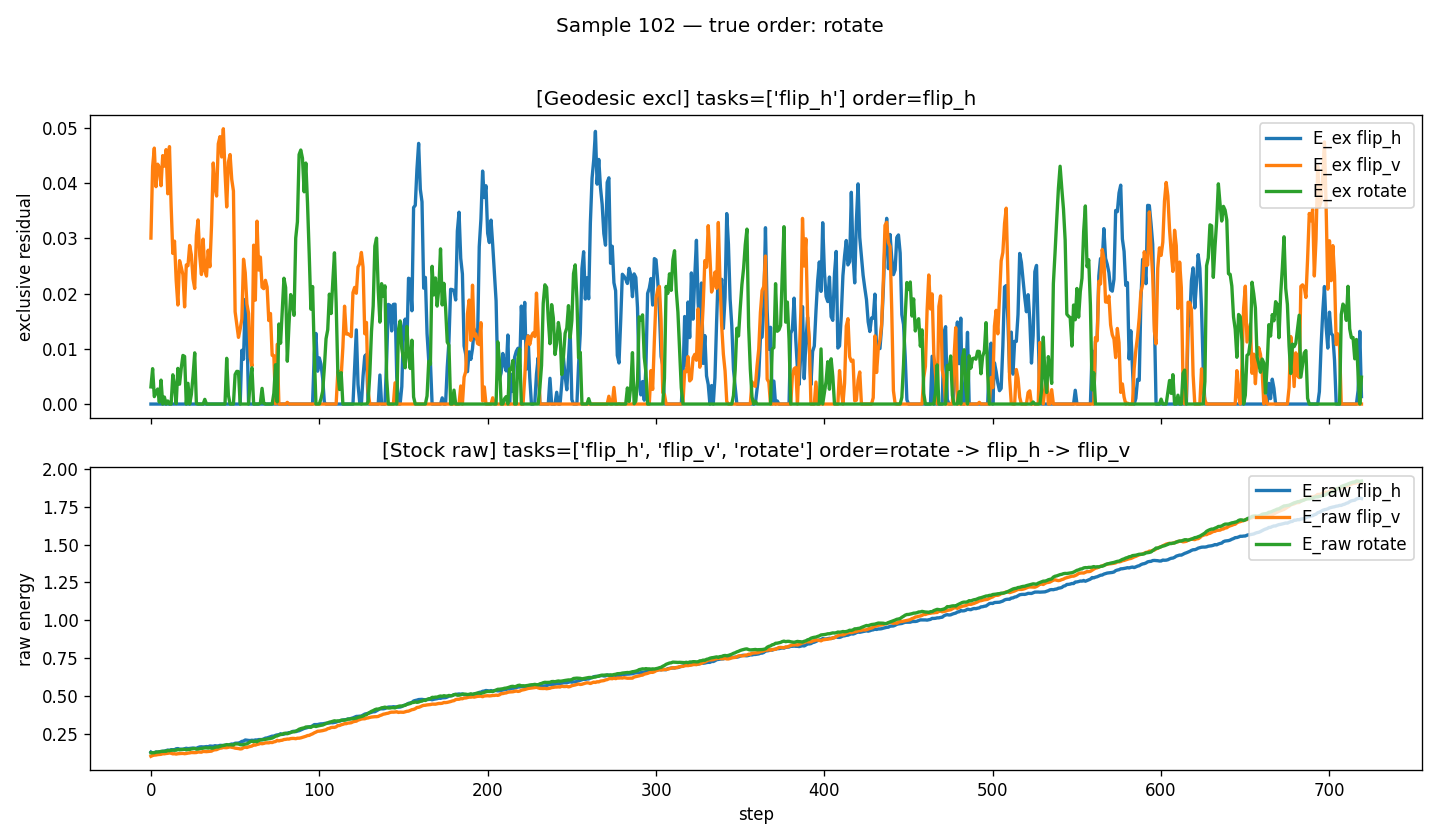 Sample 102 — true order: rotate
[Geodesic excl] tasks=['flip_h'] order=flip_h
exclusive residual
0.05
0.04
0.03
0.02
0.01
0.00
E_ex flip_h
E_ex flip_v
E_ex rotate
[Stock raw] tasks=['flip_h', 'flip_v', 'rotate'] order=rotate -> flip_h -> flip_v
raw energy
2.00
1.75
1.50
1.25
1.00
0.75
0.50
0.25
E_raw flip_h
E_raw flip_v
E_raw rotate
0 100 200 300 400 500 600 700
step